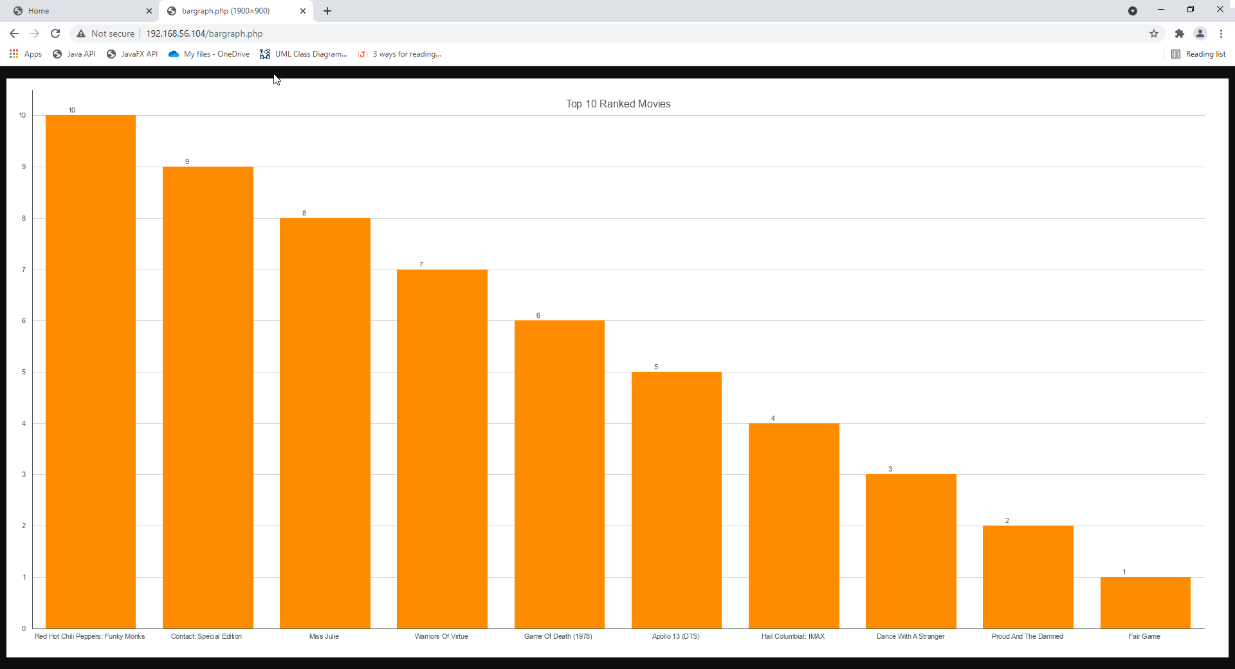 Home
bargraph.php (1900×900)
Not secure
192.168.56.104/bargraph.php
Apps
Java API
JavaFX API
My files - OneDrive
UML Class Diagram...
3 ways for reading...
Reading list
Top 10 Ranked Movies
10
9
8
7
6
5
4
3
2
1
0
10
9
8
7
6
5
4
3
2
1
Red Hot Chili Peppers: Funky Monks
Contact: Special Edition
Miss Julie
Warriors Of Virtue
Game Of Death (1978)
Apollo 13 (DTS)
Hail Columbia!: IMAX
Dance With A Stranger
Proud And The Damned
Fair Game